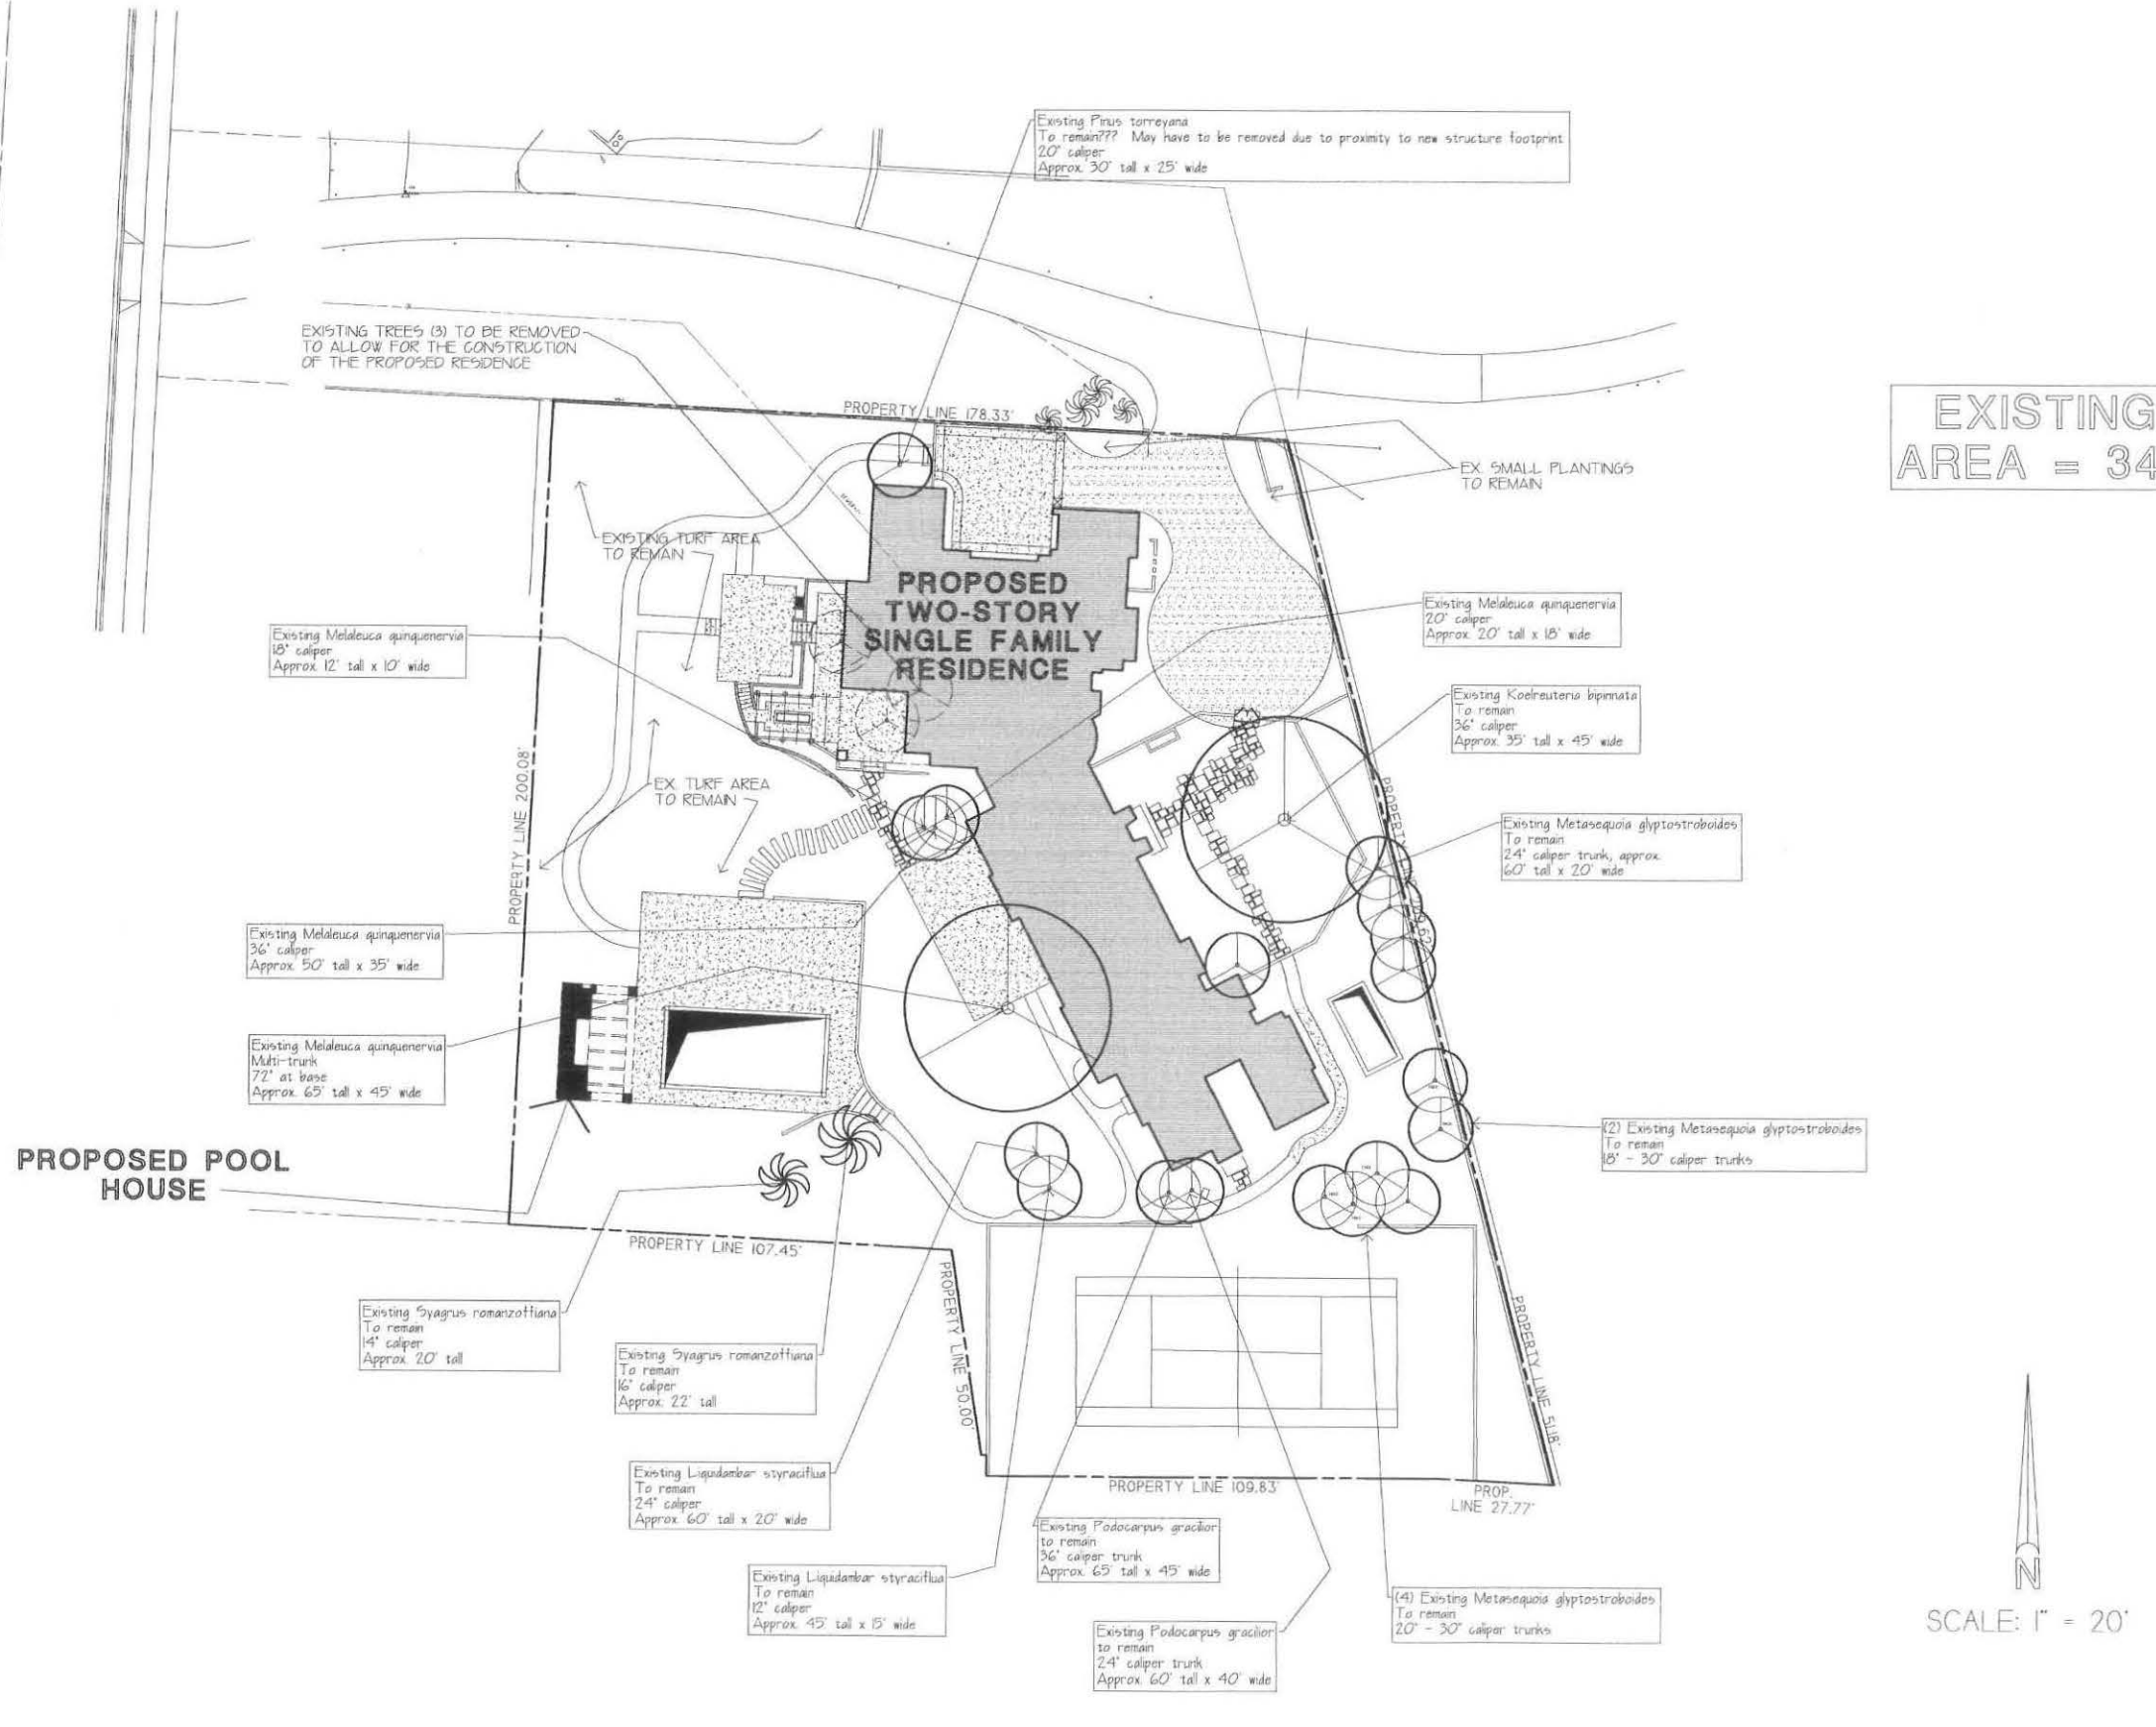 Existing Pinus torreyana
To remain??? May have to be removed due to proximity to new structure footprint
20" caliper
Approx. 30' tall x 25' wide
EXISTING TREES (3) TO BE REMOVED
TO ALLOW FOR THE CONSTRUCTION
OF THE PROPOSED RESIDENCE
PROPERTY LINE 178.33'
EXISTING
AREA = 34
EX. SMALL PLANTINGS
TO REMAIN
EXISTING TURF AREA
TO REMAIN
PROPOSED
TWO-STORY
SINGLE FAMILY
RESIDENCE
Existing Melaleuca quinquenervia
20" caliper
Approx. 20' tall x 18' wide
Existing Melaleuca quinquenervia
18" caliper
Approx. 12' tall x 10' wide
Existing Koelreuteria bipinnata
To remain
36" caliper
Approx. 35' tall x 45' wide
PROPERTY LINE 200.08'
EX. TURF AREA
TO REMAIN
PROPERTY
Existing Metasequoia glyptostroboides
To remain
24" caliper trunk, approx.
60' tall x 20' wide
Existing Melaleuca quinquenervia
36" caliper
Approx. 50' tall x 35' wide
Existing Melaleuca quinquenervia
Multi-trunk
72" at base
Approx. 65' tall x 45' wide
(2) Existing Metasequoia glyptostroboides
To remain
18" - 30" caliper trunks
PROPOSED POOL
HOUSE
PROPERTY LINE 107.45'
PROPERTY LINE 50.00'
PROPERTY LINE 51.18'
Existing Syagrus romanzoffiana
To remain
14" caliper
Approx. 20' tall
Existing Syagrus romanzoffiana
To remain
16" caliper
Approx. 22' tall
Existing Liquidambar styraciflua
To remain
24" caliper
Approx. 60' tall x 20' wide
PROPERTY LINE 109.83'
PROP.
LINE 27.77'
Existing Podocarpus gracilior
to remain
36" caliper trunk
Approx. 65' tall x 45' wide
Existing Liquidambar styraciflua
To remain
12" caliper
Approx. 45' tall x 15' wide
(4) Existing Metasequoia glyptostroboides
To remain
20" - 30" caliper trunks
Existing Podocarpus gracilior
to remain
24" caliper trunk
Approx. 60' tall x 40' wide
N
SCALE: 1" = 20'